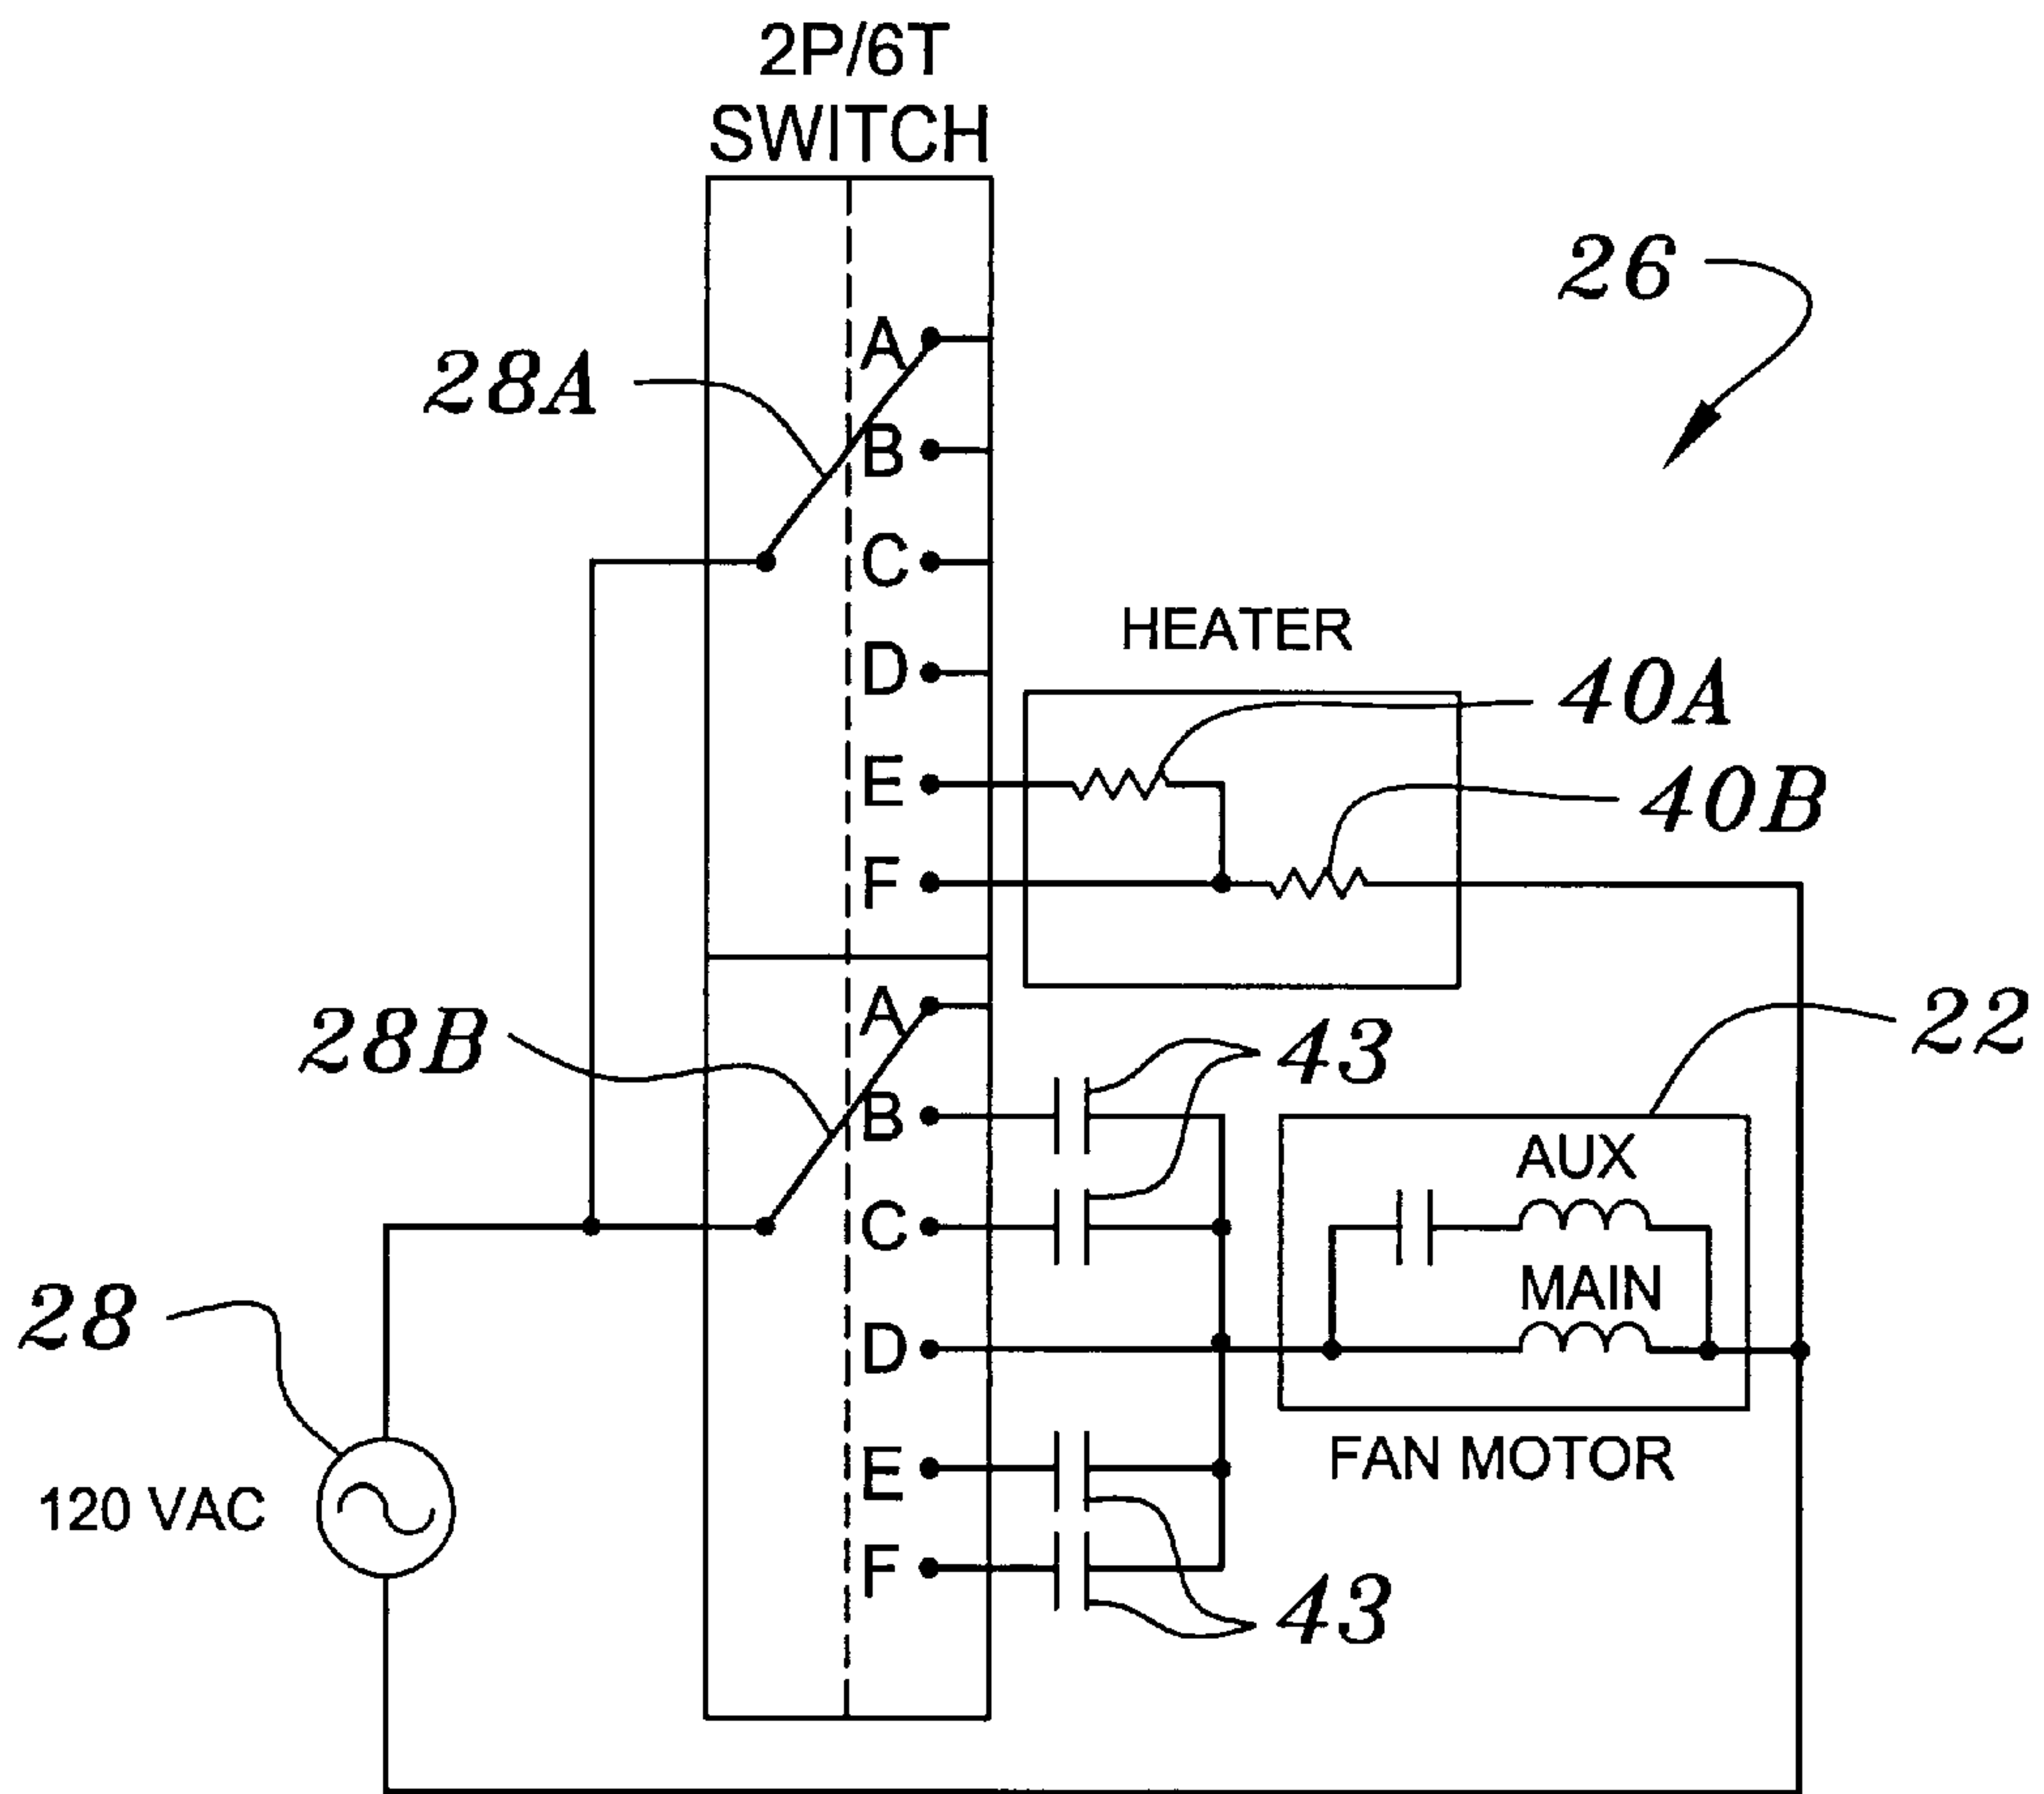 2P/6T
SWITCH
26
A
28A
B
C
HEATER
D
40A
E
40B
F
A
22
28B
43
B
AUX
C
MAIN
28
D
FAN MOTOR
E
120 VAC
F
43